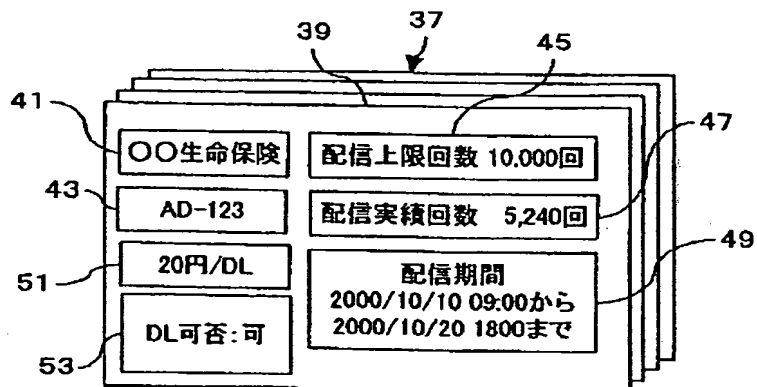 37
39
45
41
47
〇〇生命保険
配信上限回数 10.000回
43
AD-123
配信実績回数 5,240回
49
51
20円/DL
配信期間
2000/10/10 09:00から
2000/10/20 1800まで
53
DL可否:可